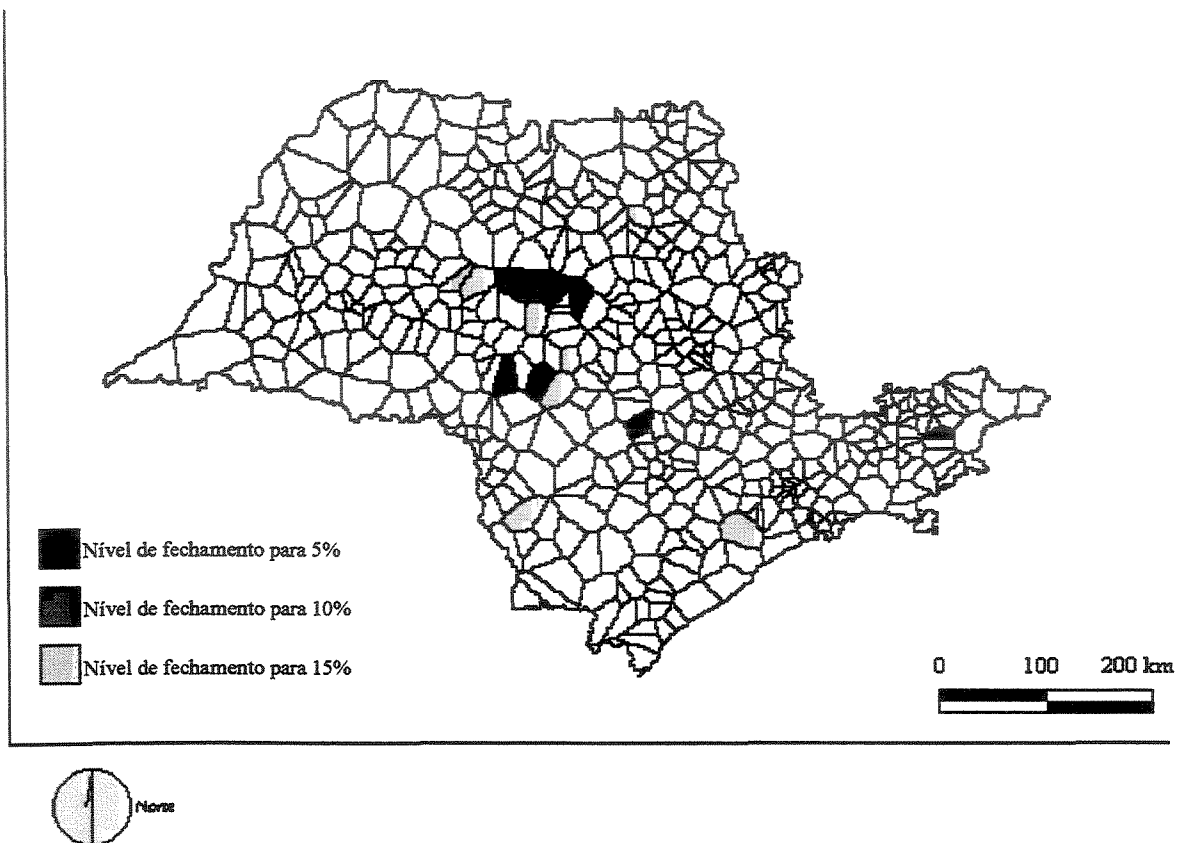 Nível de fechamento para 5%
Nível de fechamento para 10%
Nível de fechamento para 15%
0 100 200 km
Norte